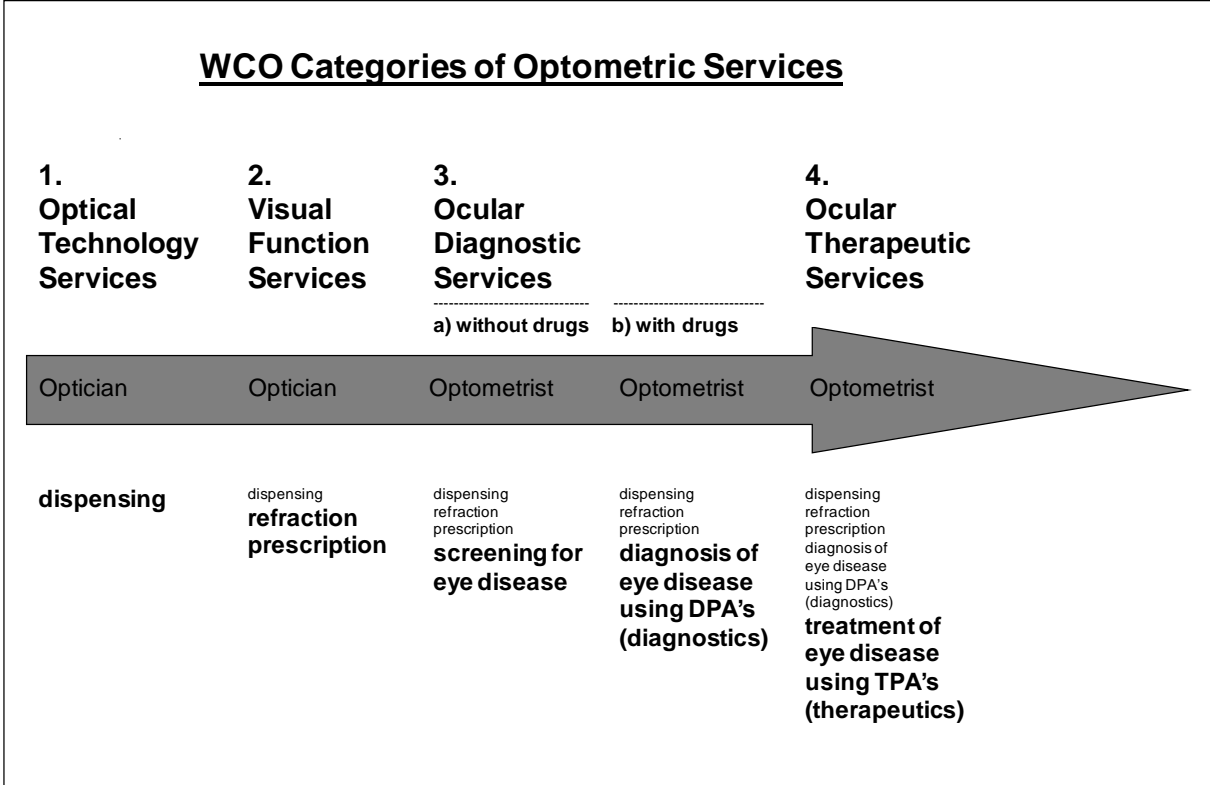 WCO Categories of Optometric Services
1.
Optical
Technology
Services
2.
Visual
Function
Services
3.
Ocular
Diagnostic
Services
------------------------------
a) without drugs
------------------------------
b) with drugs
4.
Ocular
Therapeutic
Services
Optician
Optician
Optometrist
Optometrist
Optometrist
dispensing
dispensing
refraction
prescription
dispensing
refraction
prescription
screening for
eye disease
dispensing
refraction
prescription
diagnosis of
eye disease
using DPA's
(diagnostics)
dispensing
refraction
prescription
diagnosis of
eye disease
using DPA's
(diagnostics)
treatment of
eye disease
using TPA's
(therapeutics)